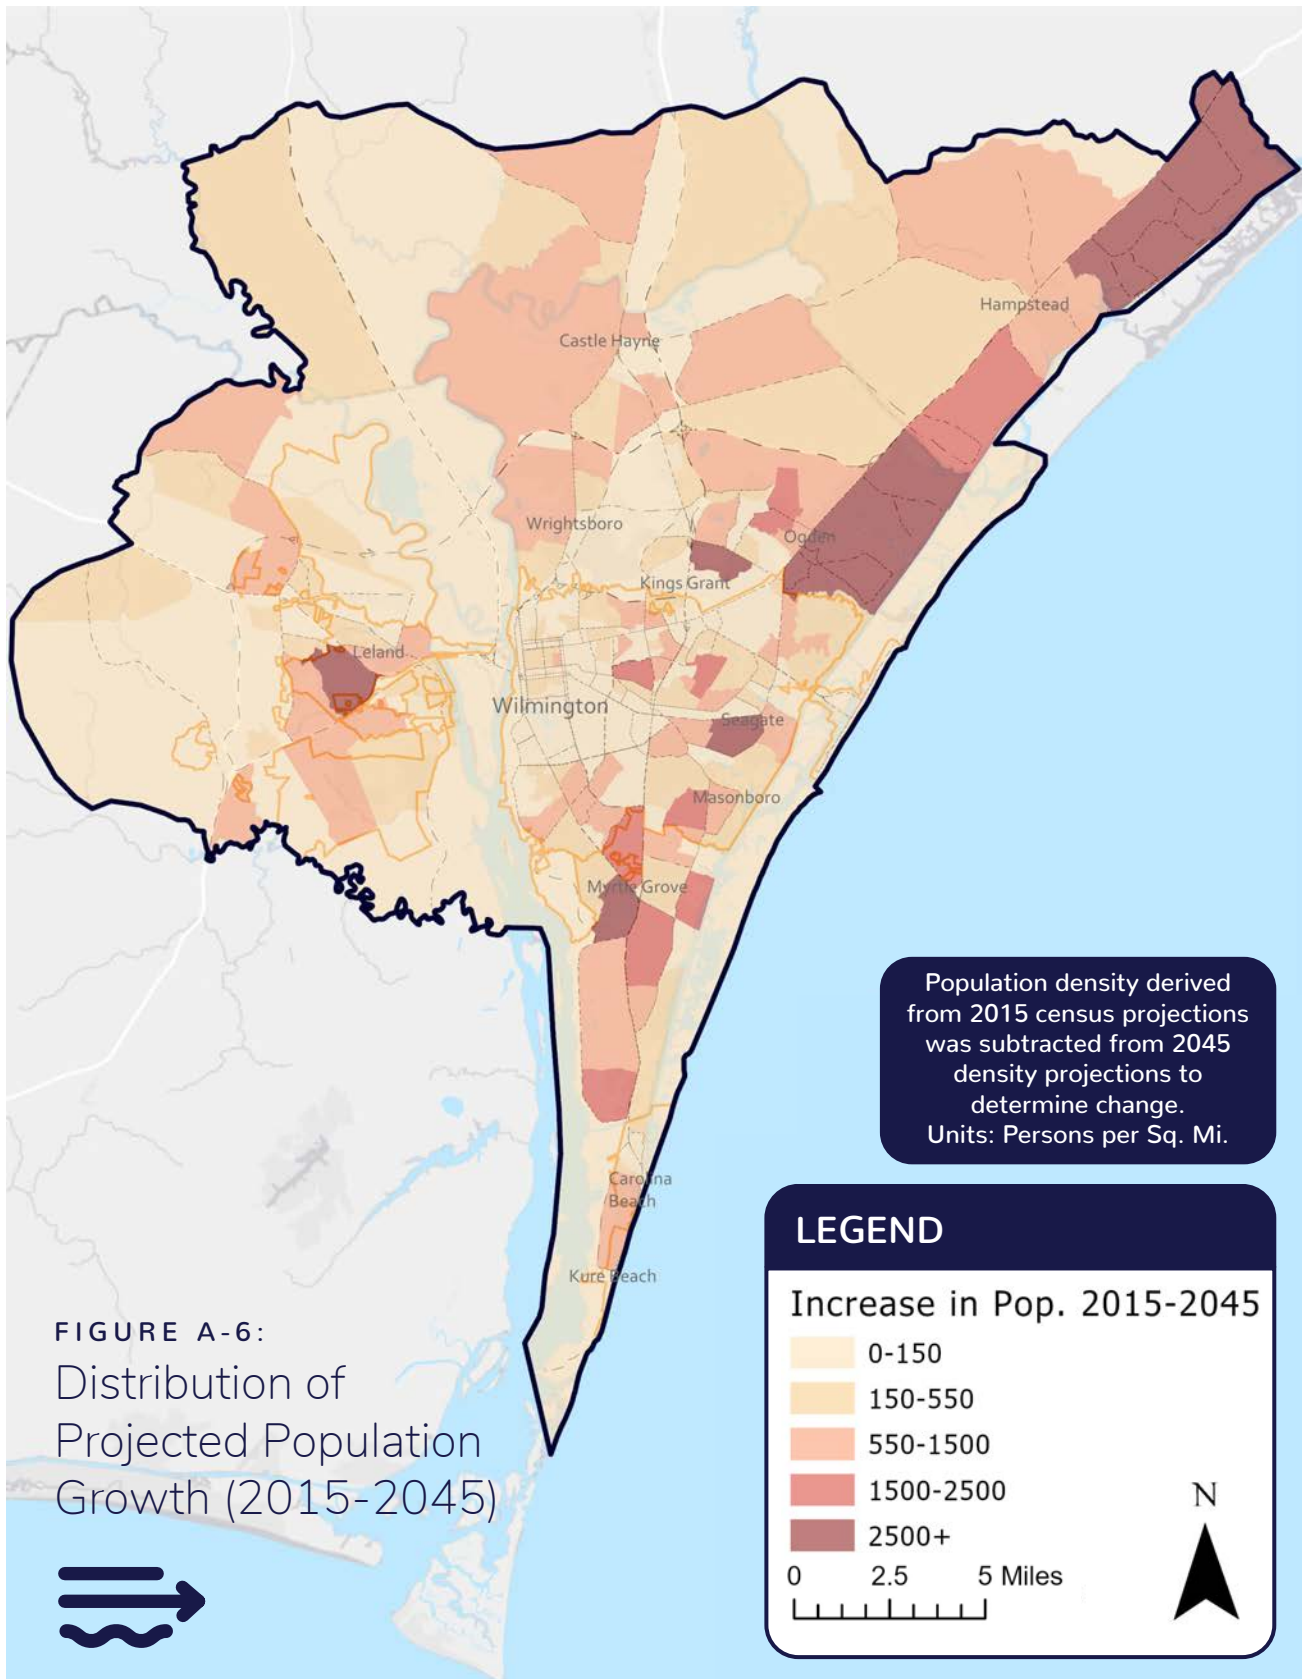 Hampstead
Castle Hayne
Wrightsboro
Ogden
Kings Grant
Leland
Wilmington
Seagate
Masonboro
Myrtle Grove
Population density derived
from 2015 census projections
was subtracted from 2045
density projections to
determine change.
Units: Persons per Sq. Mi.
Carolina
Beach
Kure Beach
LEGEND
Increase in Pop. 2015-2045
0-150
150-550
550-1500
1500-2500
2500+
0 2.5 5 Miles
N
FIGURE A-6:
Distribution of
Projected Population
Growth (2015-2045)